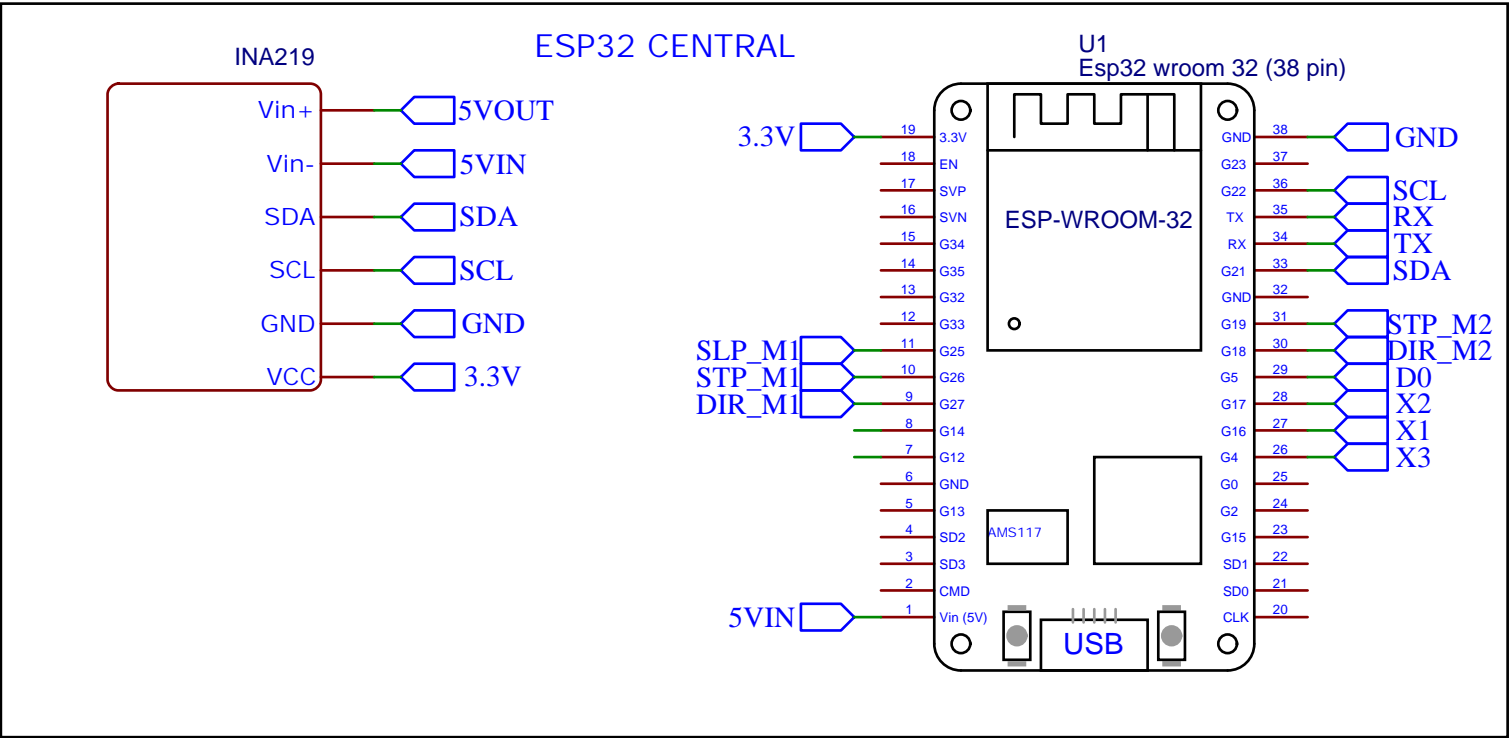 ESP32 CENTRAL
INA219
Vin+ 5VOUT
Vin- 5VIN
SDA SDA
SCL SCL
GND GND
VCC 3.3V
U1
Esp32 wroom 32 (38 pin)
ESP-WROOM-32
AMS117
USB
3.3V 19 3.3V
18 EN
17 SVP
16 SVN
15 G34
14 G35
13 G32
12 G33
SLP_M1 11 G25
STP_M1 10 G26
DIR_M1 9 G27
8 G14
7 G12
6 GND
5 G13
4 SD2
3 SD3
2 CMD
5VIN 1 Vin (5V)
GND 38 GND
G23 37
G22 36 SCL
TX 35 RX
RX 34 TX
G21 33 SDA
GND 32
G19 31 STP_M2
G18 30 DIR_M2
G5 29 D0
G17 28 X2
G16 27 X1
G4 26 X3
G0 25
G2 24
G15 23
SD1 22
SD0 21
CLK 20